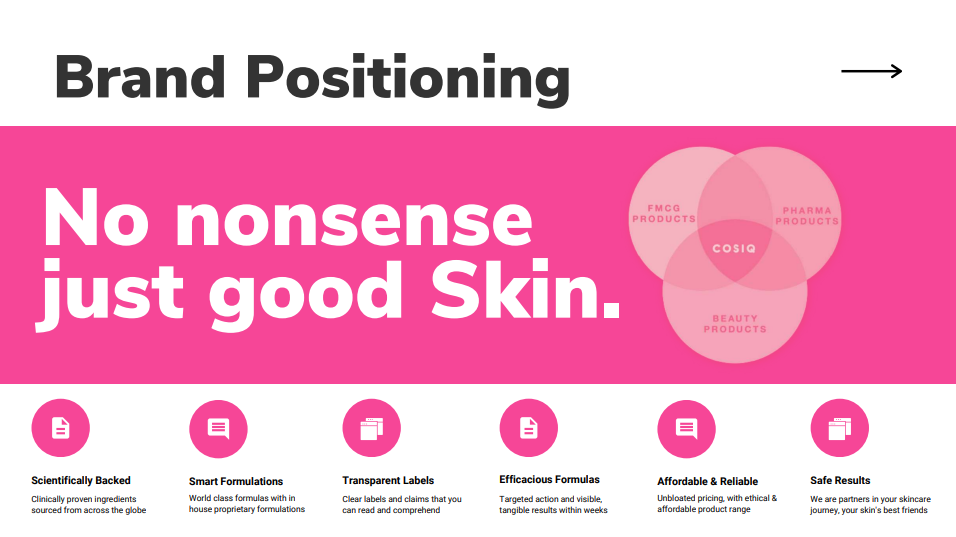 Brand Positioning
No nonsense
just good Skin.
FMCG
PRODUCTS
PHARMA
PRODUCTS
COSIQ
BEAUTY
PRODUCTS
Scientifically Backed
Clinically proven ingredients
sourced from across the globe
Smart Formulations
World class formulas with in
house proprietary formulations
Transparent Labels
Clear labels and claims that you
can read and comprehend
Efficacious Formulas
Targeted action and visible,
tangible results within weeks
Affordable & Reliable
Unbloated pricing, with ethical &
affordable product range
Safe Results
We are partners in your skincare
journey, your skin's best friends